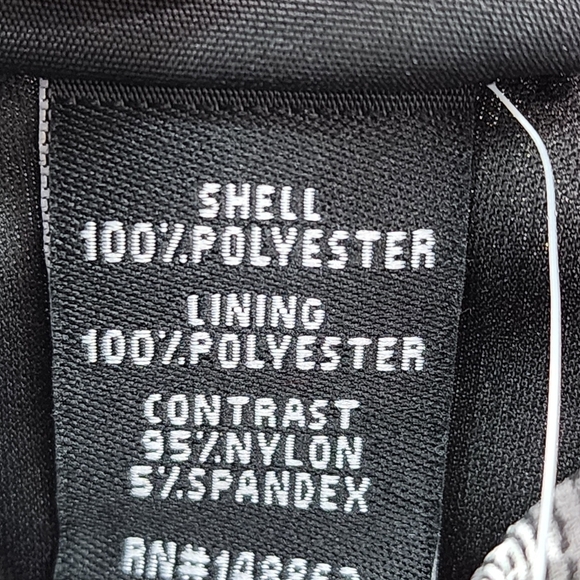 SHELL
100%POLYESTER
LINING
100%POLYESTER
CONTRAST
95%NYLON
5%SPANDEX